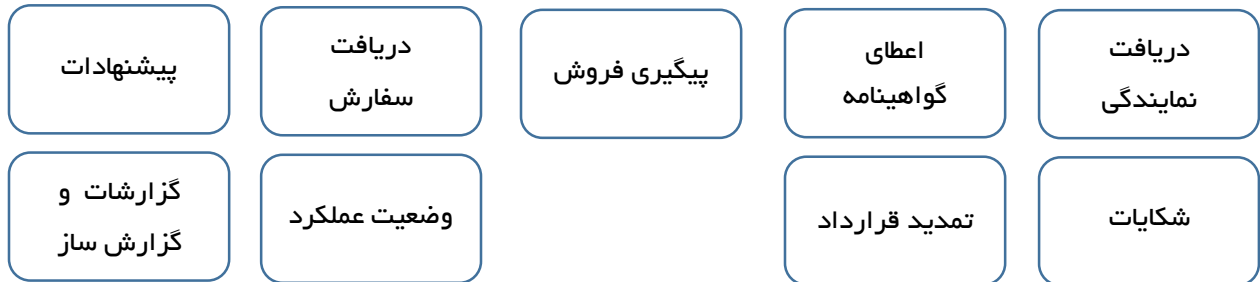 دریافت
نمایندگی
اعطای
گواهینامه
پیگیری فروش
دریافت
سفارش
پیشنهادات
شکایات
تمدید قرارداد
وضعیت عملکرد
گزارشات و
گزارش ساز